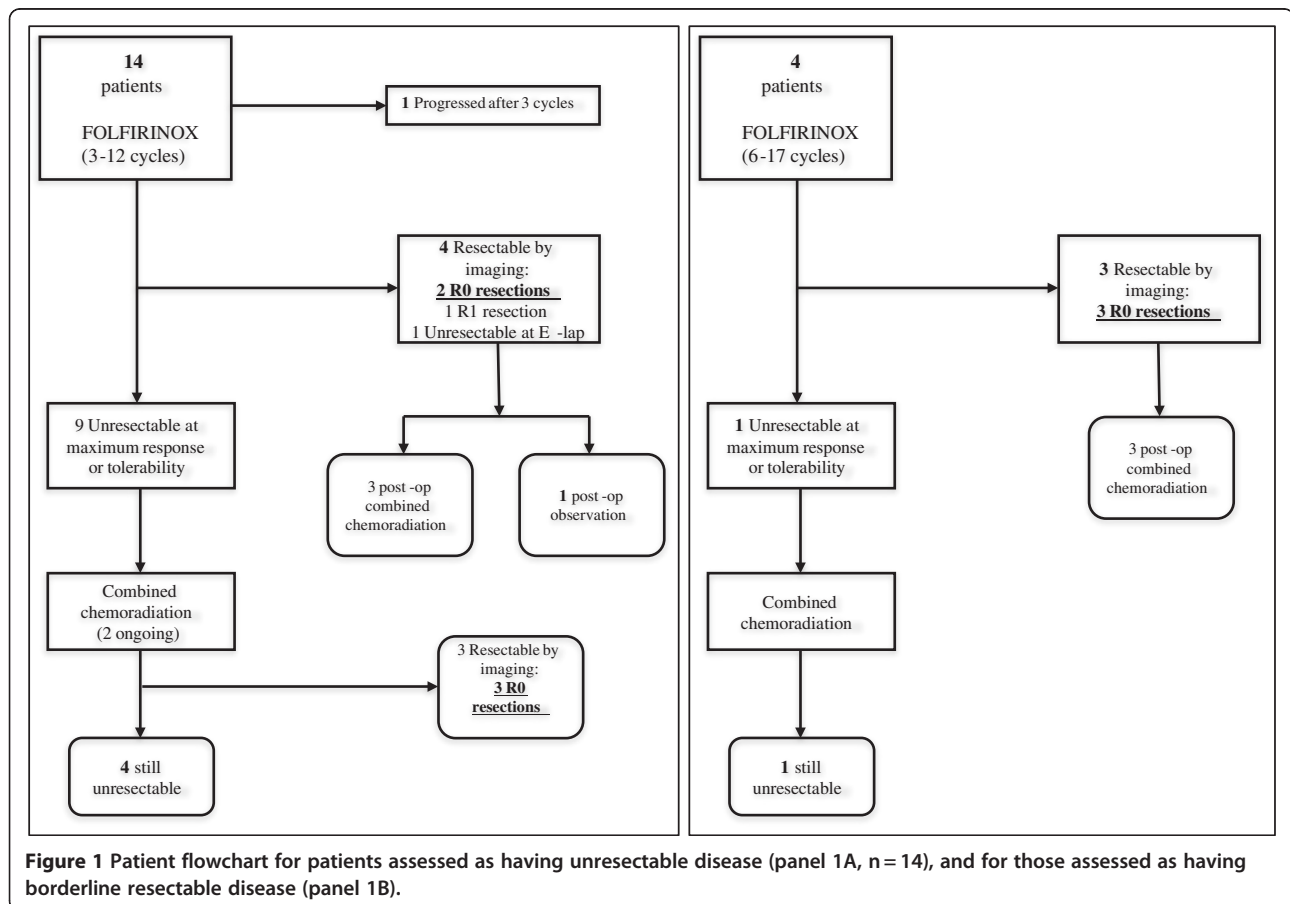 14
patients
FOLFIRINOX
(3-12 cycles)
1 Progressed after 3 cycles
4 Resectable by
imaging:
2 R0 resections
1 R1 resection
1 Unresectable at E -lap
9 Unresectable at
maximum response
or tolerability
3 post -op
combined
chemoradiation
1 post -op
observation
Combined
chemoradiation
(2 ongoing)
3 Resectable by
imaging:
3 R0
resections
4 still
unresectable
4
patients
FOLFIRINOX
(6-17 cycles)
3 Resectable by
imaging:
3 R0 resections
1 Unresectable at
maximum response
or tolerability
3 post -op
combined
chemoradiation
Combined
chemoradiation
1 still
unresectable
Figure 1 Patient flowchart for patients assessed as having unresectable disease (panel 1A, n = 14), and for those assessed as having
borderline resectable disease (panel 1B).